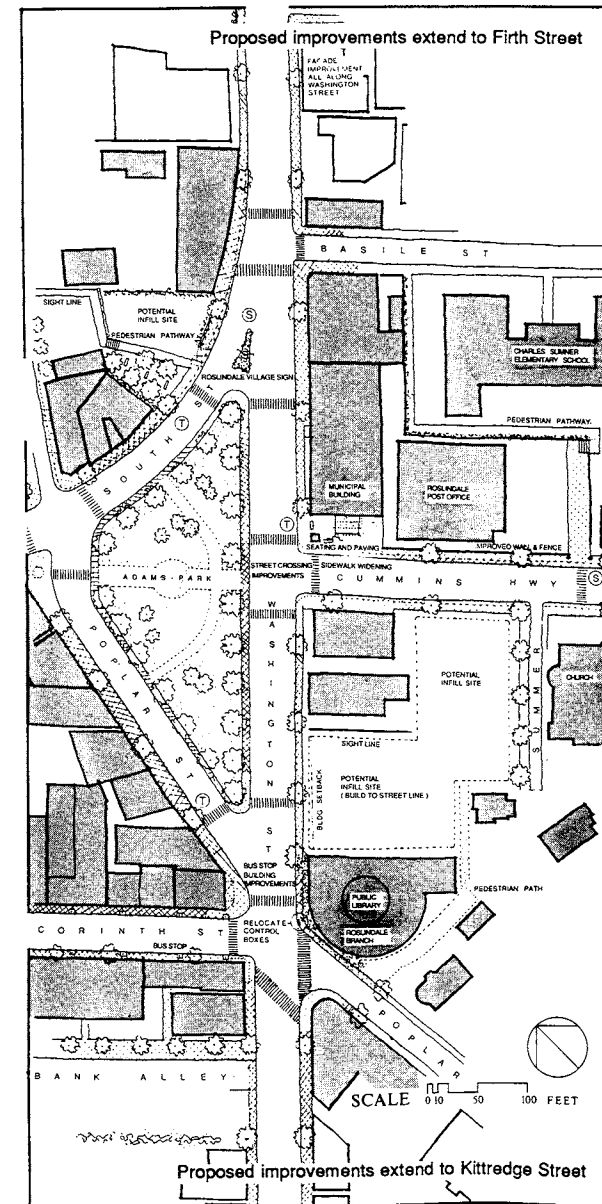 Proposed improvements extend to Firth Street
FACADE
IMPROVEMENT
ALL ALONG
WASHINGTON
STREET
BASILE ST
SIGHT LINE
POTENTIAL
INFILL SITE
PEDESTRIAN PATHWAY
S
CHARLES SUMNER
ELEMENTARY SCHOOL
ROSLINDALE VILLAGE SIGN
PEDESTRIAN PATHWAY
T
SOUTH S
MUNICIPAL
BUILDING
ROSLINDALE
POST OFFICE
T
SEATING AND PAVING
IMPROVED WALL & FENCE
STREET CROSSING
IMPROVEMENTS
SIDEWALK WIDENING
ADAMS PARK
CUMMINS HWY
S
WASHINGTON ST
POPLAR ST
POTENTIAL
INFILL SITE
SUMMER
CHURCH
SIGHT LINE
BLDG SETBACK
POTENTIAL
INFILL SITE
(BUILD TO STREET LINE)
T
BUS STOP
BUILDING
IMPROVEMENTS
PUBLIC
LIBRARY
PEDESTRIAN PATH
CORINTH ST
RELOCATE
CONTROL
BOXES
ROSLINDALE
BRANCH
BUS STOP
POPLAR
BANK ALLEY
SCALE 0 10 50 100 FEET
Proposed improvements extend to Kittredge Street